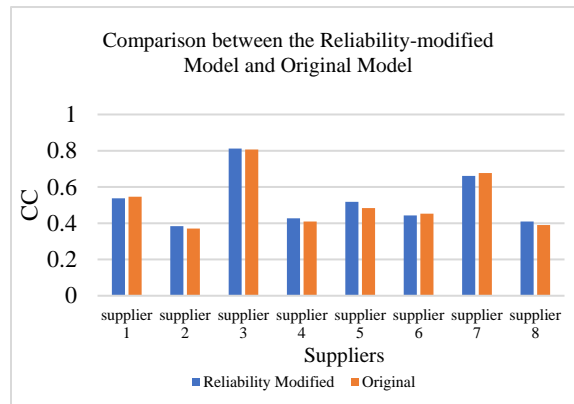 Comparison between the Reliability-modified
Model and Original Model
1
0.8
0.6
0.4
0.2
0
CC
supplier supplier supplier supplier supplier supplier supplier supplier
1 2 3 4 5 6 7 8
Suppliers
Reliability Modified Original